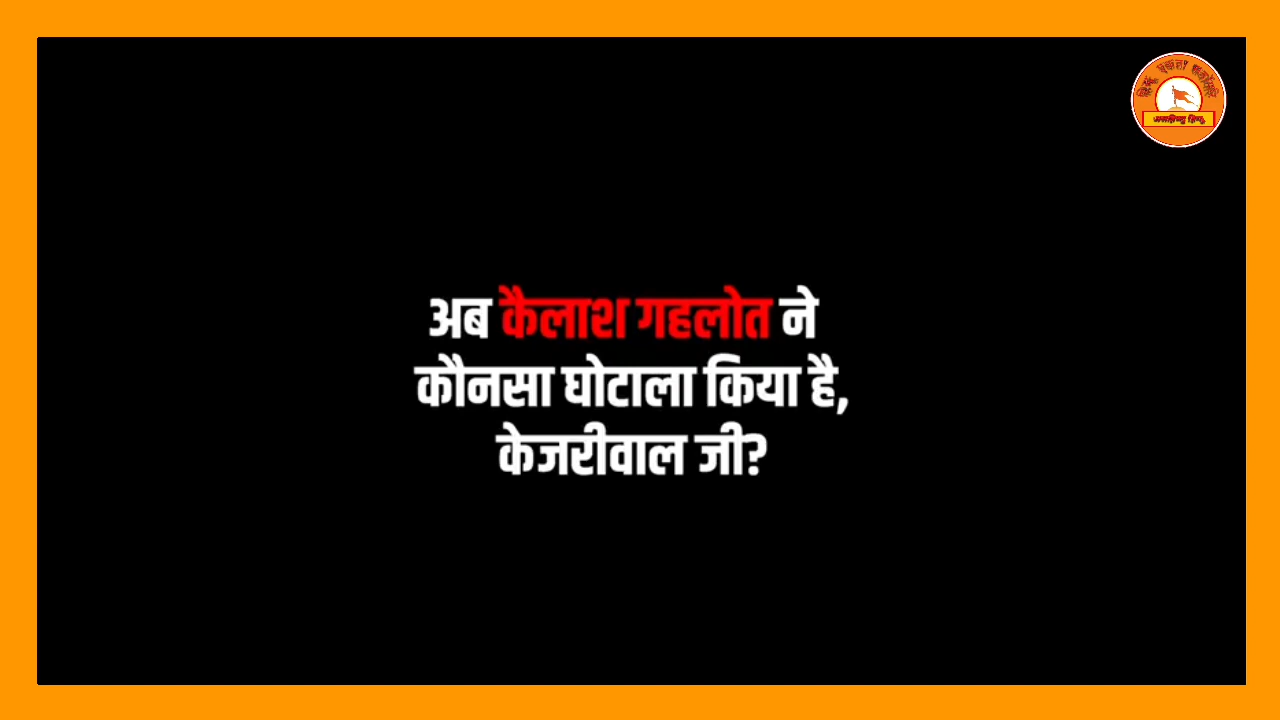 अब कैलाश गहलोत ने
कौनसा घोटाला किया है,
केजरीवाल जी?